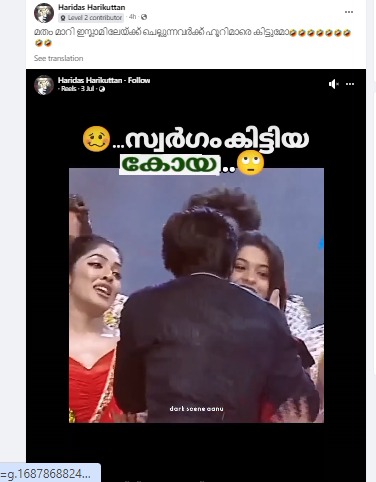 Haridas Harikuttan
Level 2 contributor · 4h ·
മതം മാറി ഇസ്ലാമിലേയ്ക്ക് ചെല്ലുന്നവർക്ക് ഹൂറിമാരെ കിട്ടുമോ🤣🤣🤣🤣🤣🤣🤣
🤣🤣
See translation
Haridas Harikuttan · Follow
· Reels · 3 Jul ·
🥴...സ്വർഗം കിട്ടിയ
കോയ..🙄
dark scene aanu
=g.1687868824...